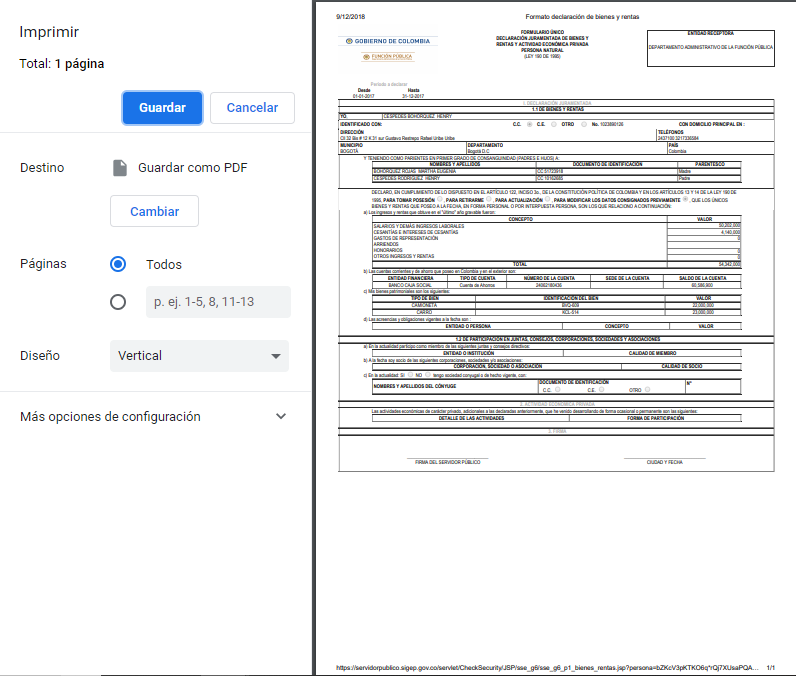 Imprimir
Total: 1 página
Guardar
Cancelar
Destino
Guardar como PDF
Cambiar
Páginas
Todos
p. ej. 1-5, 8, 11-13
Diseño
Vertical
Más opciones de configuración
9/12/2018
Formato declaración de bienes y rentas
GOBIERNO DE COLOMBIA
FUNCIÓN PÚBLICA
FORMULARIO ÚNICO
DECLARACIÓN JURAMENTADA DE BIENES Y
RENTAS Y ACTIVIDAD ECONÓMICA PRIVADA
PERSONA NATURAL
(LEY 190 DE 1995)
ENTIDAD RECEPTORA
DEPARTAMENTO ADMINISTRATIVO DE LA FUNCIÓN PÚBLICA
Periodo a declarar
Desde Hasta
01-01-2017 31-12-2017
1. DECLARACIÓN JURAMENTADA
1.1 DE BIENES Y RENTAS
YO, CESPEDES BOHORQUEZ HENRY
IDENTIFICADO CON: C.C. C.E. OTRO No. CON DOMICILIO PRINCIPAL EN :
DIRECCIÓN TELÉFONOS
Cll 32 Bis # 13 K 31 sur Gustavo Restrepo Rafael Uribe Uribe
MUNICIPIO DEPARTAMENTO PAÍS
BOGOTÁ Bogotá D.C Colombia
Y TENIENDO COMO PARIENTES EN PRIMER GRADO DE CONSANGUINIDAD (PADRES E HIJOS) A :
NOMBRES Y APELLIDOS DOCUMENTO DE IDENTIFICACIÓN PARENTESCO
BOHORQUEZ ROJAS MARTHA EUGENIA CC Madre
CESPEDES RODRIGUEZ HENRY CC Padre
DECLARO, EN CUMPLIMIENTO DE LO DISPUESTO EN EL ARTÍCULO 122, INCISO 3o., DE LA CONSTITUCIÓN POLÍTICA DE COLOMBIA Y EN LOS ARTÍCULOS 13 Y 14 DE LA LEY 190 DE
1995, PARA TOMAR POSESIÓN , PARA RETIRARME , PARA ACTUALIZACIÓN , PARA MODIFICAR LOS DATOS CONSIGNADOS PREVIAMENTE , QUE LOS ÚNICOS
BIENES Y RENTAS QUE POSEO A LA FECHA, EN FORMA PERSONAL O POR INTERPUESTA PERSONA, SON LOS QUE RELACIONO A CONTINUACIÓN:
a) Los ingresos y rentas que obtuve en el "último" año gravable fueron:
CONCEPTO VALOR
SALARIOS Y DEMÁS INGRESOS LABORALES 50,202,000
CESANTÍAS E INTERESES DE CESANTÍAS 4,140,000
GASTOS DE REPRESENTACIÓN 0
ARRIENDOS
HONORARIOS 0
OTROS INGRESOS Y RENTAS 0
TOTAL 54,342,000
b) Las cuentas corrientes y de ahorro que poseo en Colombia y en el exterior son:
ENTIDAD FINANCIERA TIPO DE CUENTA NÚMERO DE LA CUENTA SEDE DE LA CUENTA SALDO DE LA CUENTA
BANCO CAJA SOCIAL Cuenta de Ahorros
c) Mis bienes patrimoniales son los siguientes:
TIPO DE BIEN IDENTIFICACIÓN DEL BIEN VALOR
CAMIONETA 22,000,000
CARRO KCL-514 23,000,000
d) Las acreencias y obligaciones vigentes a la fecha son :
ENTIDAD O PERSONA CONCEPTO VALOR
1.2 DE PARTICIPACIÓN EN JUNTAS, CONSEJOS, CORPORACIONES, SOCIEDADES Y ASOCIACIONES
a) En la actualidad participo como miembro de las siguientes juntas y consejos directivos:
ENTIDAD O INSTITUCIÓN CALIDAD DE MIEMBRO
b) A la fecha soy socio de las siguientes corporaciones, sociedades y/o asociaciones:
CORPORACIÓN, SOCIEDAD O ASOCIACIÓN CALIDAD DE SOCIO
c) En la actualidad: SI NO tengo sociedad conyugal o de hecho vigente, con:
NOMBRES Y APELLIDOS DEL CÓNYUGE DOCUMENTO DE IDENTIFICACIÓN N°
C.C. C.E. OTRO
2. ACTIVIDAD ECONÓMICA PRIVADA
Las actividades económicas de carácter privado, adicionales a las declaradas anteriormente, que he venido desarrollando de forma ocasional o permanente son las siguientes:
DETALLE DE LAS ACTIVIDADES FORMA DE PARTICIPACIÓN
3. FIRMA
FIRMA DEL SERVIDOR PÚBLICO CIUDAD Y FECHA
https://servidorpublico.sigep.gov.co/servlet/CheckSecurity/JSP/sse_g6/sse_g6_p1_bienes_rentas.jsp?persona=bZKcV3pKTKO6q*rQj7XUsaPQA... 1/1